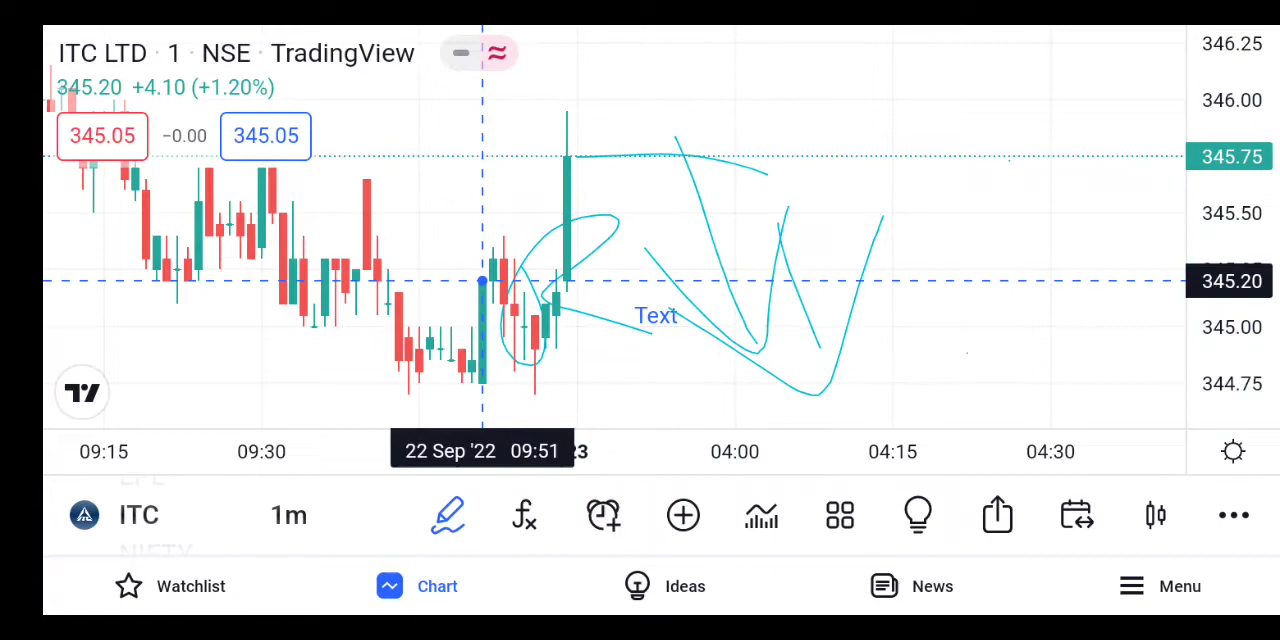 ITC LTD · 1 · NSE · TradingView
345.20 +4.10 (+1.20%)
345.05 −0.00 345.05
346.25
346.00
345.75
345.50
345.20
345.00
344.75
Text
09:15 09:30 22 Sep '22 09:51 23 04:00 04:15 04:30
ITC 1m
NIFTY
Watchlist Chart Ideas News Menu